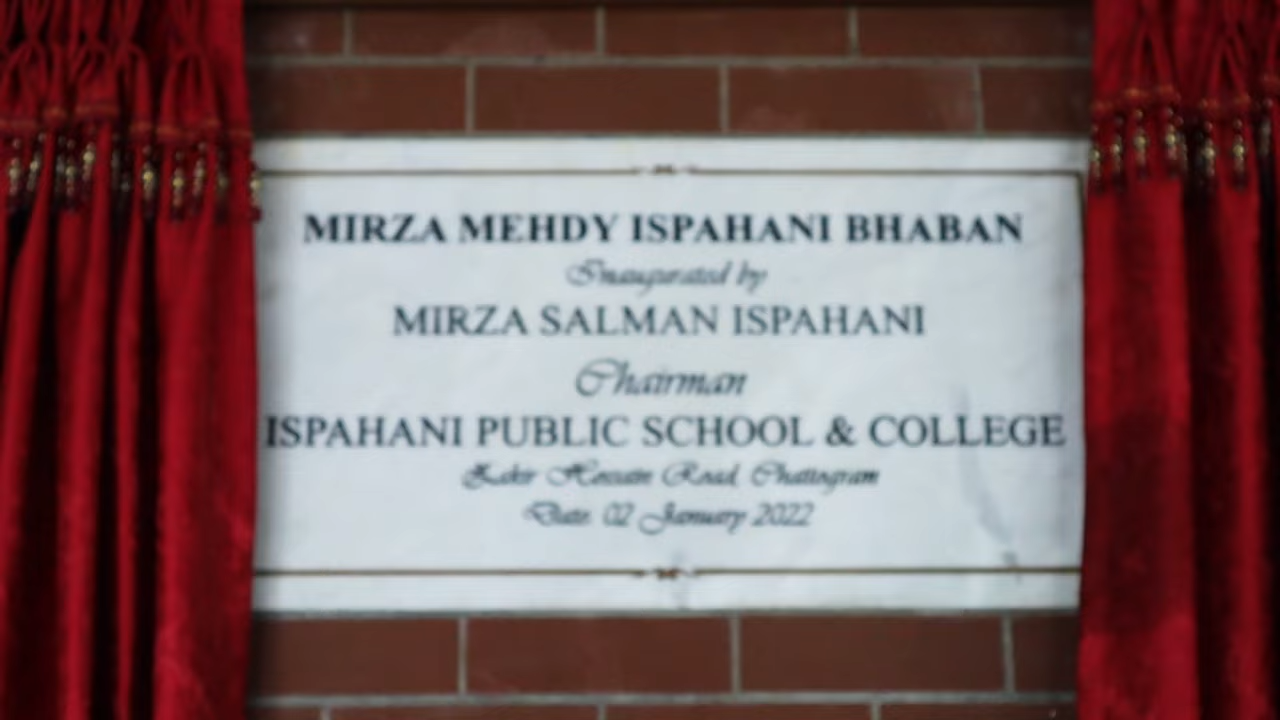 MIRZA MEHDY ISPAHANI BHABAN
Inaugurated by
MIRZA SALMAN ISPAHANI
Chairman
ISPAHANI PUBLIC SCHOOL & COLLEGE
Zakir Hossain Road, Chattogram
Date: 02 January 2022